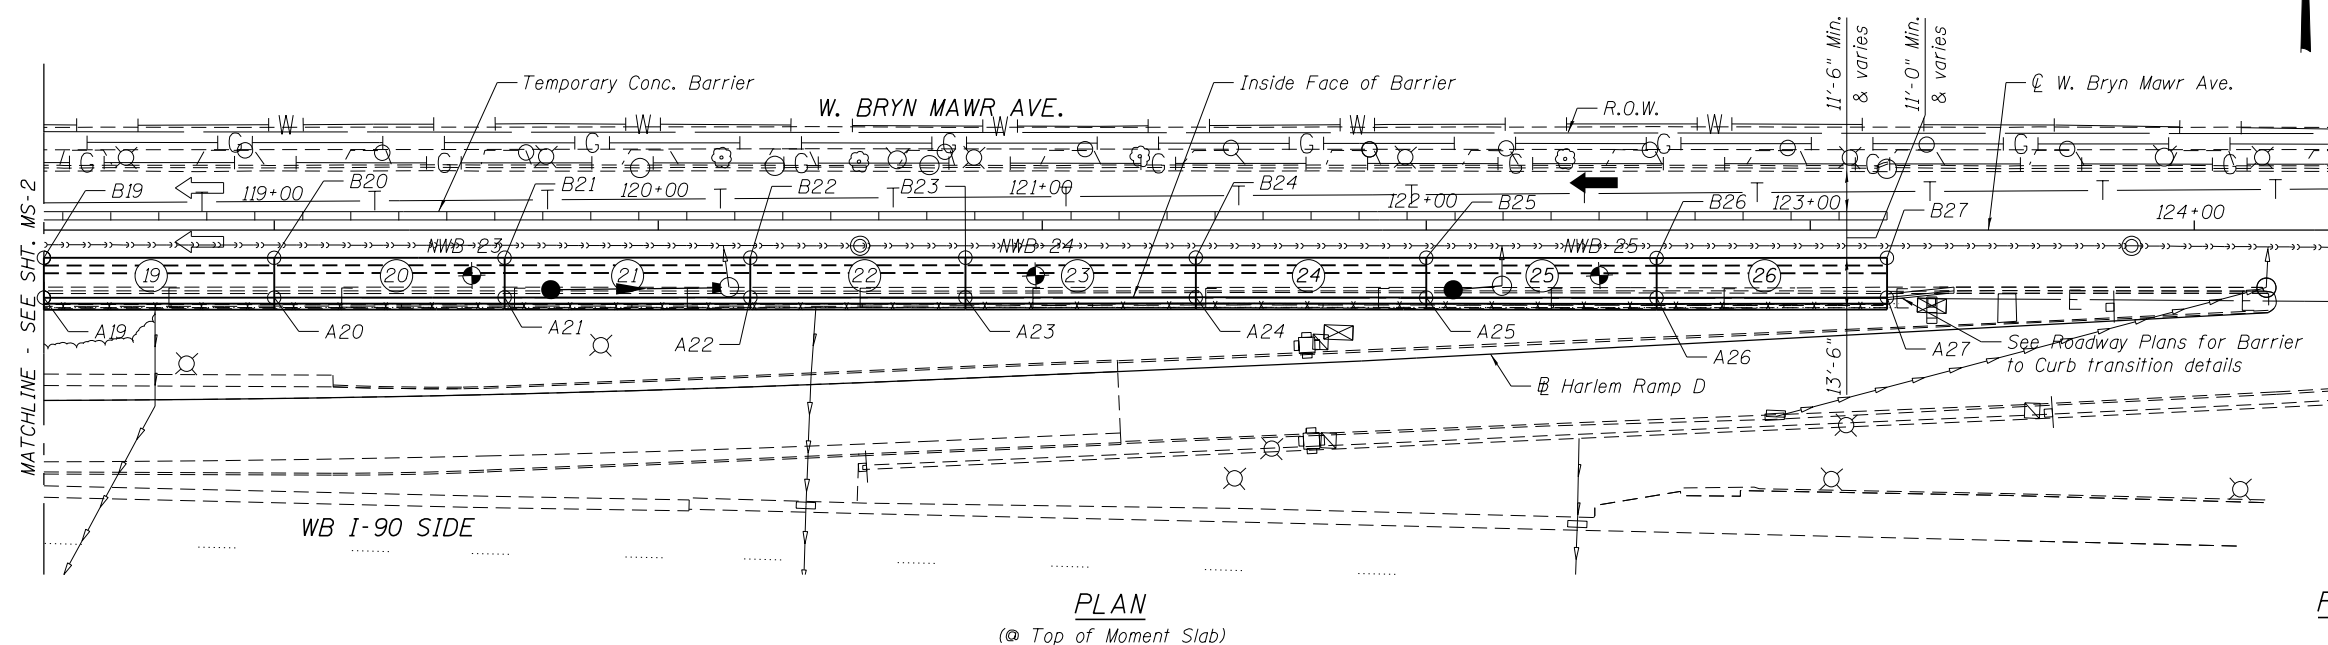 11'-6" Min.
& varies
11'-0" Min.
& varies
Temporary Conc. Barrier
Inside Face of Barrier
℄ W. Bryn Mawr Ave.
W. BRYN MAWR AVE.
R.O.W.
W W W W W
G G G G G G
G G G G G G
B19 119+00 B20 B21 120+00 B22 B23 121+00 B24 122+00 B25 B26 123+00 B27 124+00
NWB-23 NWB-24 NWB-25
19 20 21 22 23 24 25 26
E E E
A19 A20 A21 A22 A23 A24 A25 A26 A27
See Roadway Plans for Barrier
to Curb transition details
13'-6"
MATCHLINE - SEE SHT. MS-2
℔ Harlem Ramp D
WB I-90 SIDE
PLAN
(@ Top of Moment Slab)